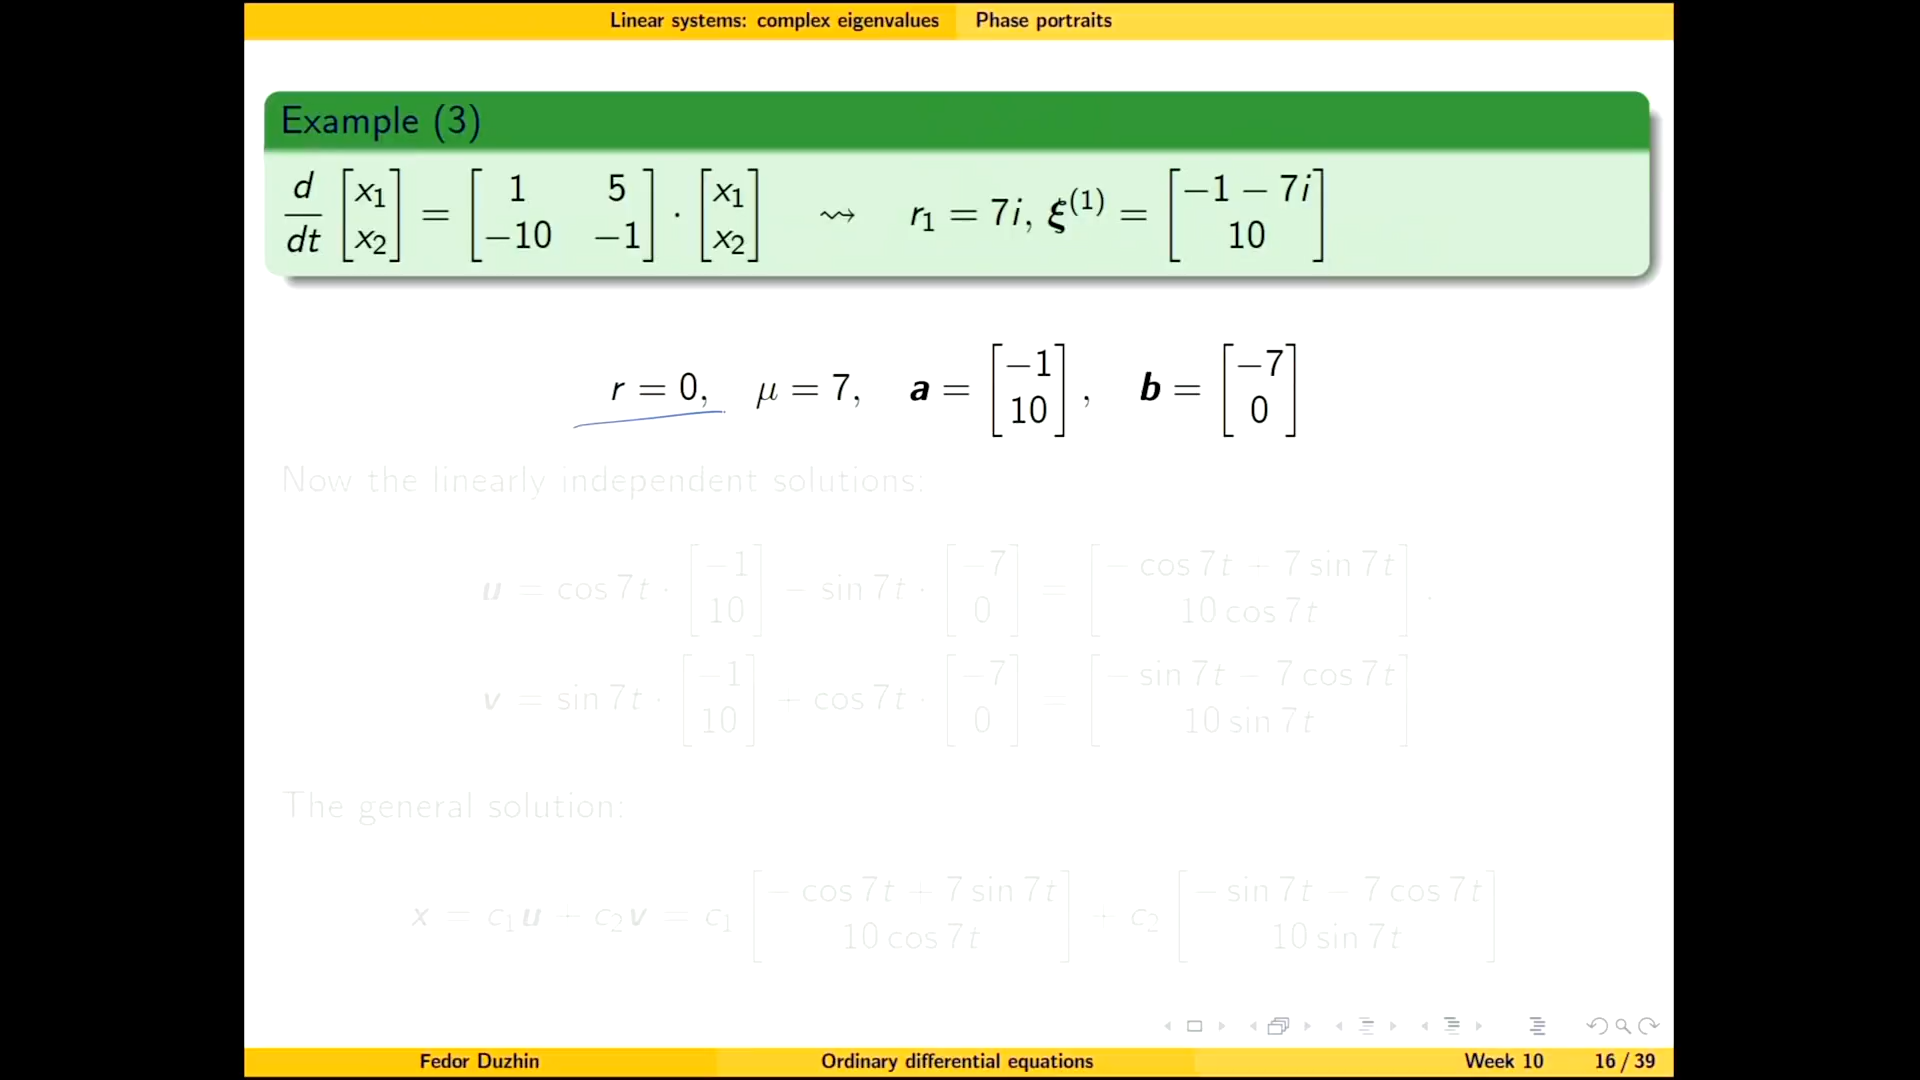 Linear systems: complex eigenvalues Phase portraits
Example (3)
d/dt [x₁; x₂] = [1 5; −10 −1] · [x₁; x₂] ⇝ r₁ = 7i, ξ⁽¹⁾ = [−1 − 7i; 10]
r = 0, μ = 7, a = [−1; 10], b = [−7; 0]
Now the linearly independent solutions:
u = cos 7t · [−1; 10] − sin 7t · [−7; 0] = [− cos 7t + 7 sin 7t; 10 cos 7t].
v = sin 7t · [−1; 10] + cos 7t · [−7; 0] = [− sin 7t − 7 cos 7t; 10 sin 7t]
The general solution:
x = c₁u + c₂v = c₁ [− cos 7t + 7 sin 7t; 10 cos 7t] + c₂ [− sin 7t − 7 cos 7t; 10 sin 7t]
Fedor Duzhin Ordinary differential equations Week 10 16 / 39